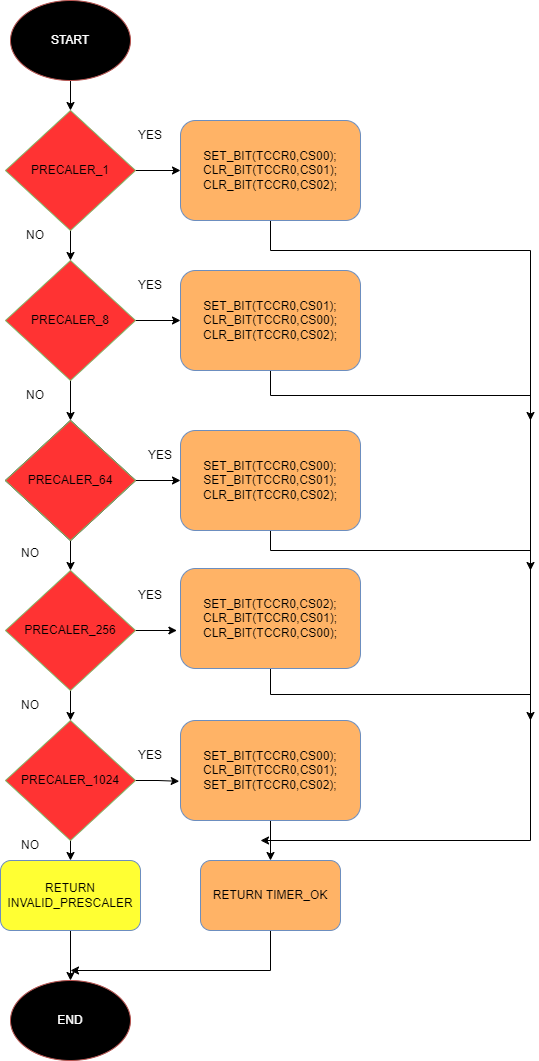 START
YES
PRECALER_1
SET_BIT(TCCR0,CS00);
CLR_BIT(TCCR0,CS01);
CLR_BIT(TCCR0,CS02);
NO
YES
PRECALER_8
SET_BIT(TCCR0,CS01);
CLR_BIT(TCCR0,CS00);
CLR_BIT(TCCR0,CS02);
NO
YES
PRECALER_64
SET_BIT(TCCR0,CS00);
SET_BIT(TCCR0,CS01);
CLR_BIT(TCCR0,CS02);
NO
YES
PRECALER_256
SET_BIT(TCCR0,CS02);
CLR_BIT(TCCR0,CS01);
CLR_BIT(TCCR0,CS00);
NO
YES
PRECALER_1024
SET_BIT(TCCR0,CS00);
CLR_BIT(TCCR0,CS01);
SET_BIT(TCCR0,CS02);
NO
RETURN
INVALID_PRESCALER
RETURN TIMER_OK
END